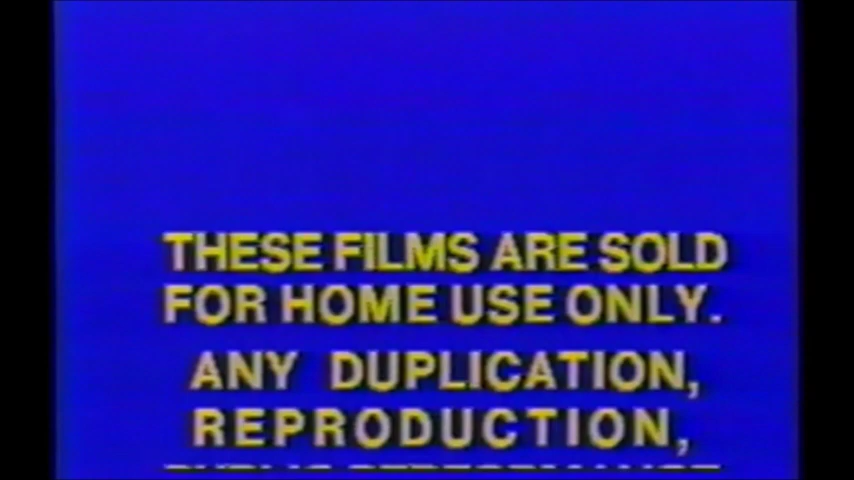 THESE FILMS ARE SOLD
FOR HOME USE ONLY.
ANY DUPLICATION,
REPRODUCTION,